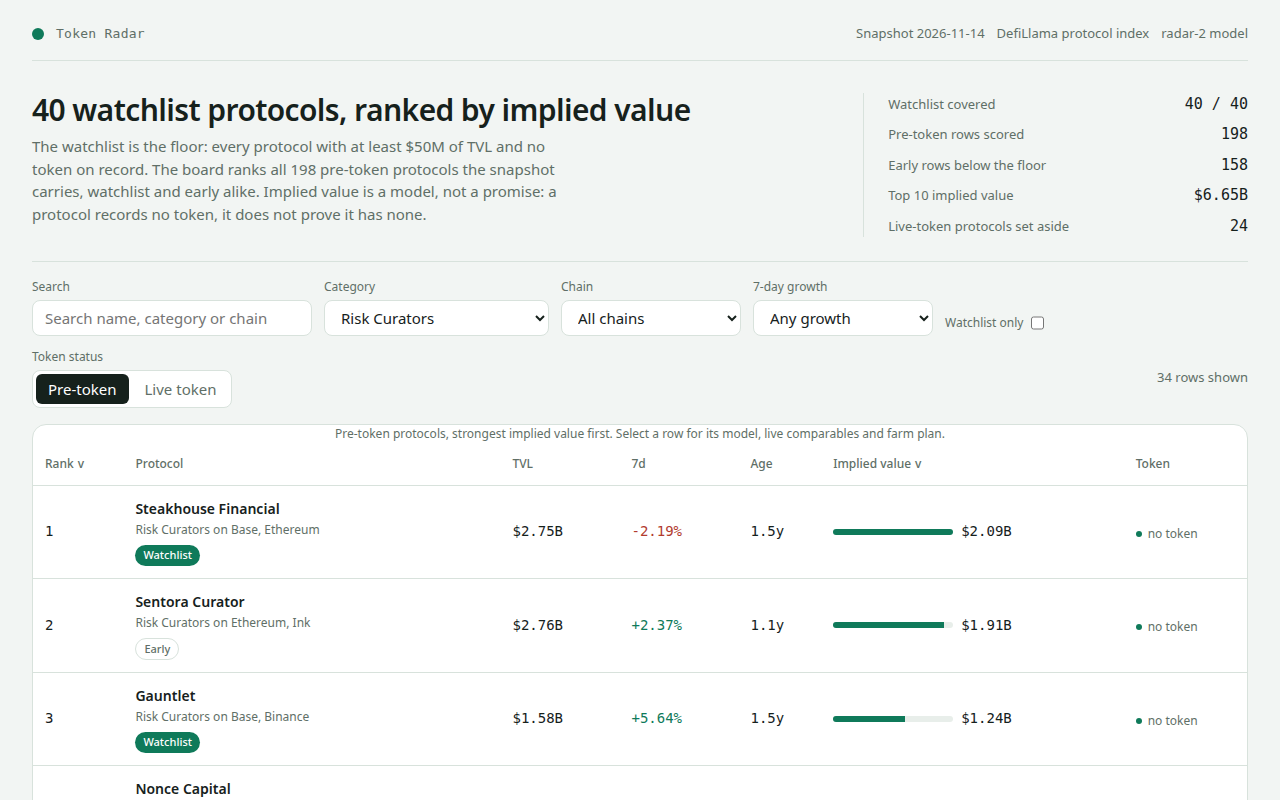 Token Radar
Snapshot 2026-11-14 DefiLlama protocol index radar-2 model
40 watchlist protocols, ranked by implied value
The watchlist is the floor: every protocol with at least $50M of TVL and no
token on record. The board ranks all 198 pre-token protocols the snapshot
carries, watchlist and early alike. Implied value is a model, not a promise: a
protocol records no token, it does not prove it has none.
Watchlist covered 40 / 40
Pre-token rows scored 198
Early rows below the floor 158
Top 10 implied value $6.65B
Live-token protocols set aside 24
Search Category Chain 7-day growth
Search name, category or chain Risk Curators All chains Any growth Watchlist only
Token status
Pre-token Live token
34 rows shown
Pre-token protocols, strongest implied value first. Select a row for its model, live comparables and farm plan.
Rank v Protocol TVL 7d Age Implied value v Token
Steakhouse Financial
Risk Curators on Base, Ethereum
1 $2.75B -2.19% 1.5y $2.09B no token
Watchlist
Sentora Curator
Risk Curators on Ethereum, Ink
2 $2.76B +2.37% 1.1y $1.91B no token
Early
Gauntlet
Risk Curators on Base, Binance
3 $1.58B +5.64% 1.5y $1.24B no token
Watchlist
Nonce Capital